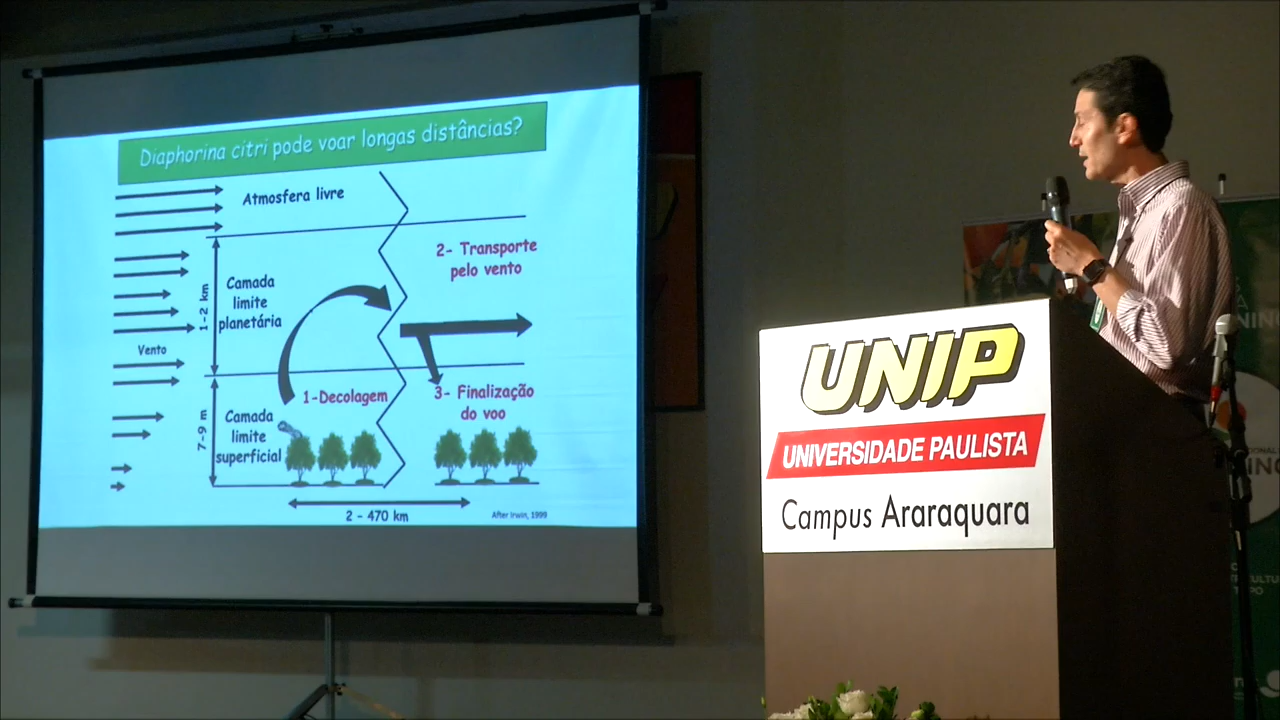 Diaphorina citri pode voar longas distâncias?
Atmosfera livre
2- Transporte
pelo vento
Camada
limite
planetária
1-2 km
Vento
1-Decolagem
3- Finalização
do voo
Camada
limite
superficial
7-9 m
2 - 470 km
After Irwin, 1999
UNIP
UNIVERSIDADE PAULISTA
Campus Araraquara